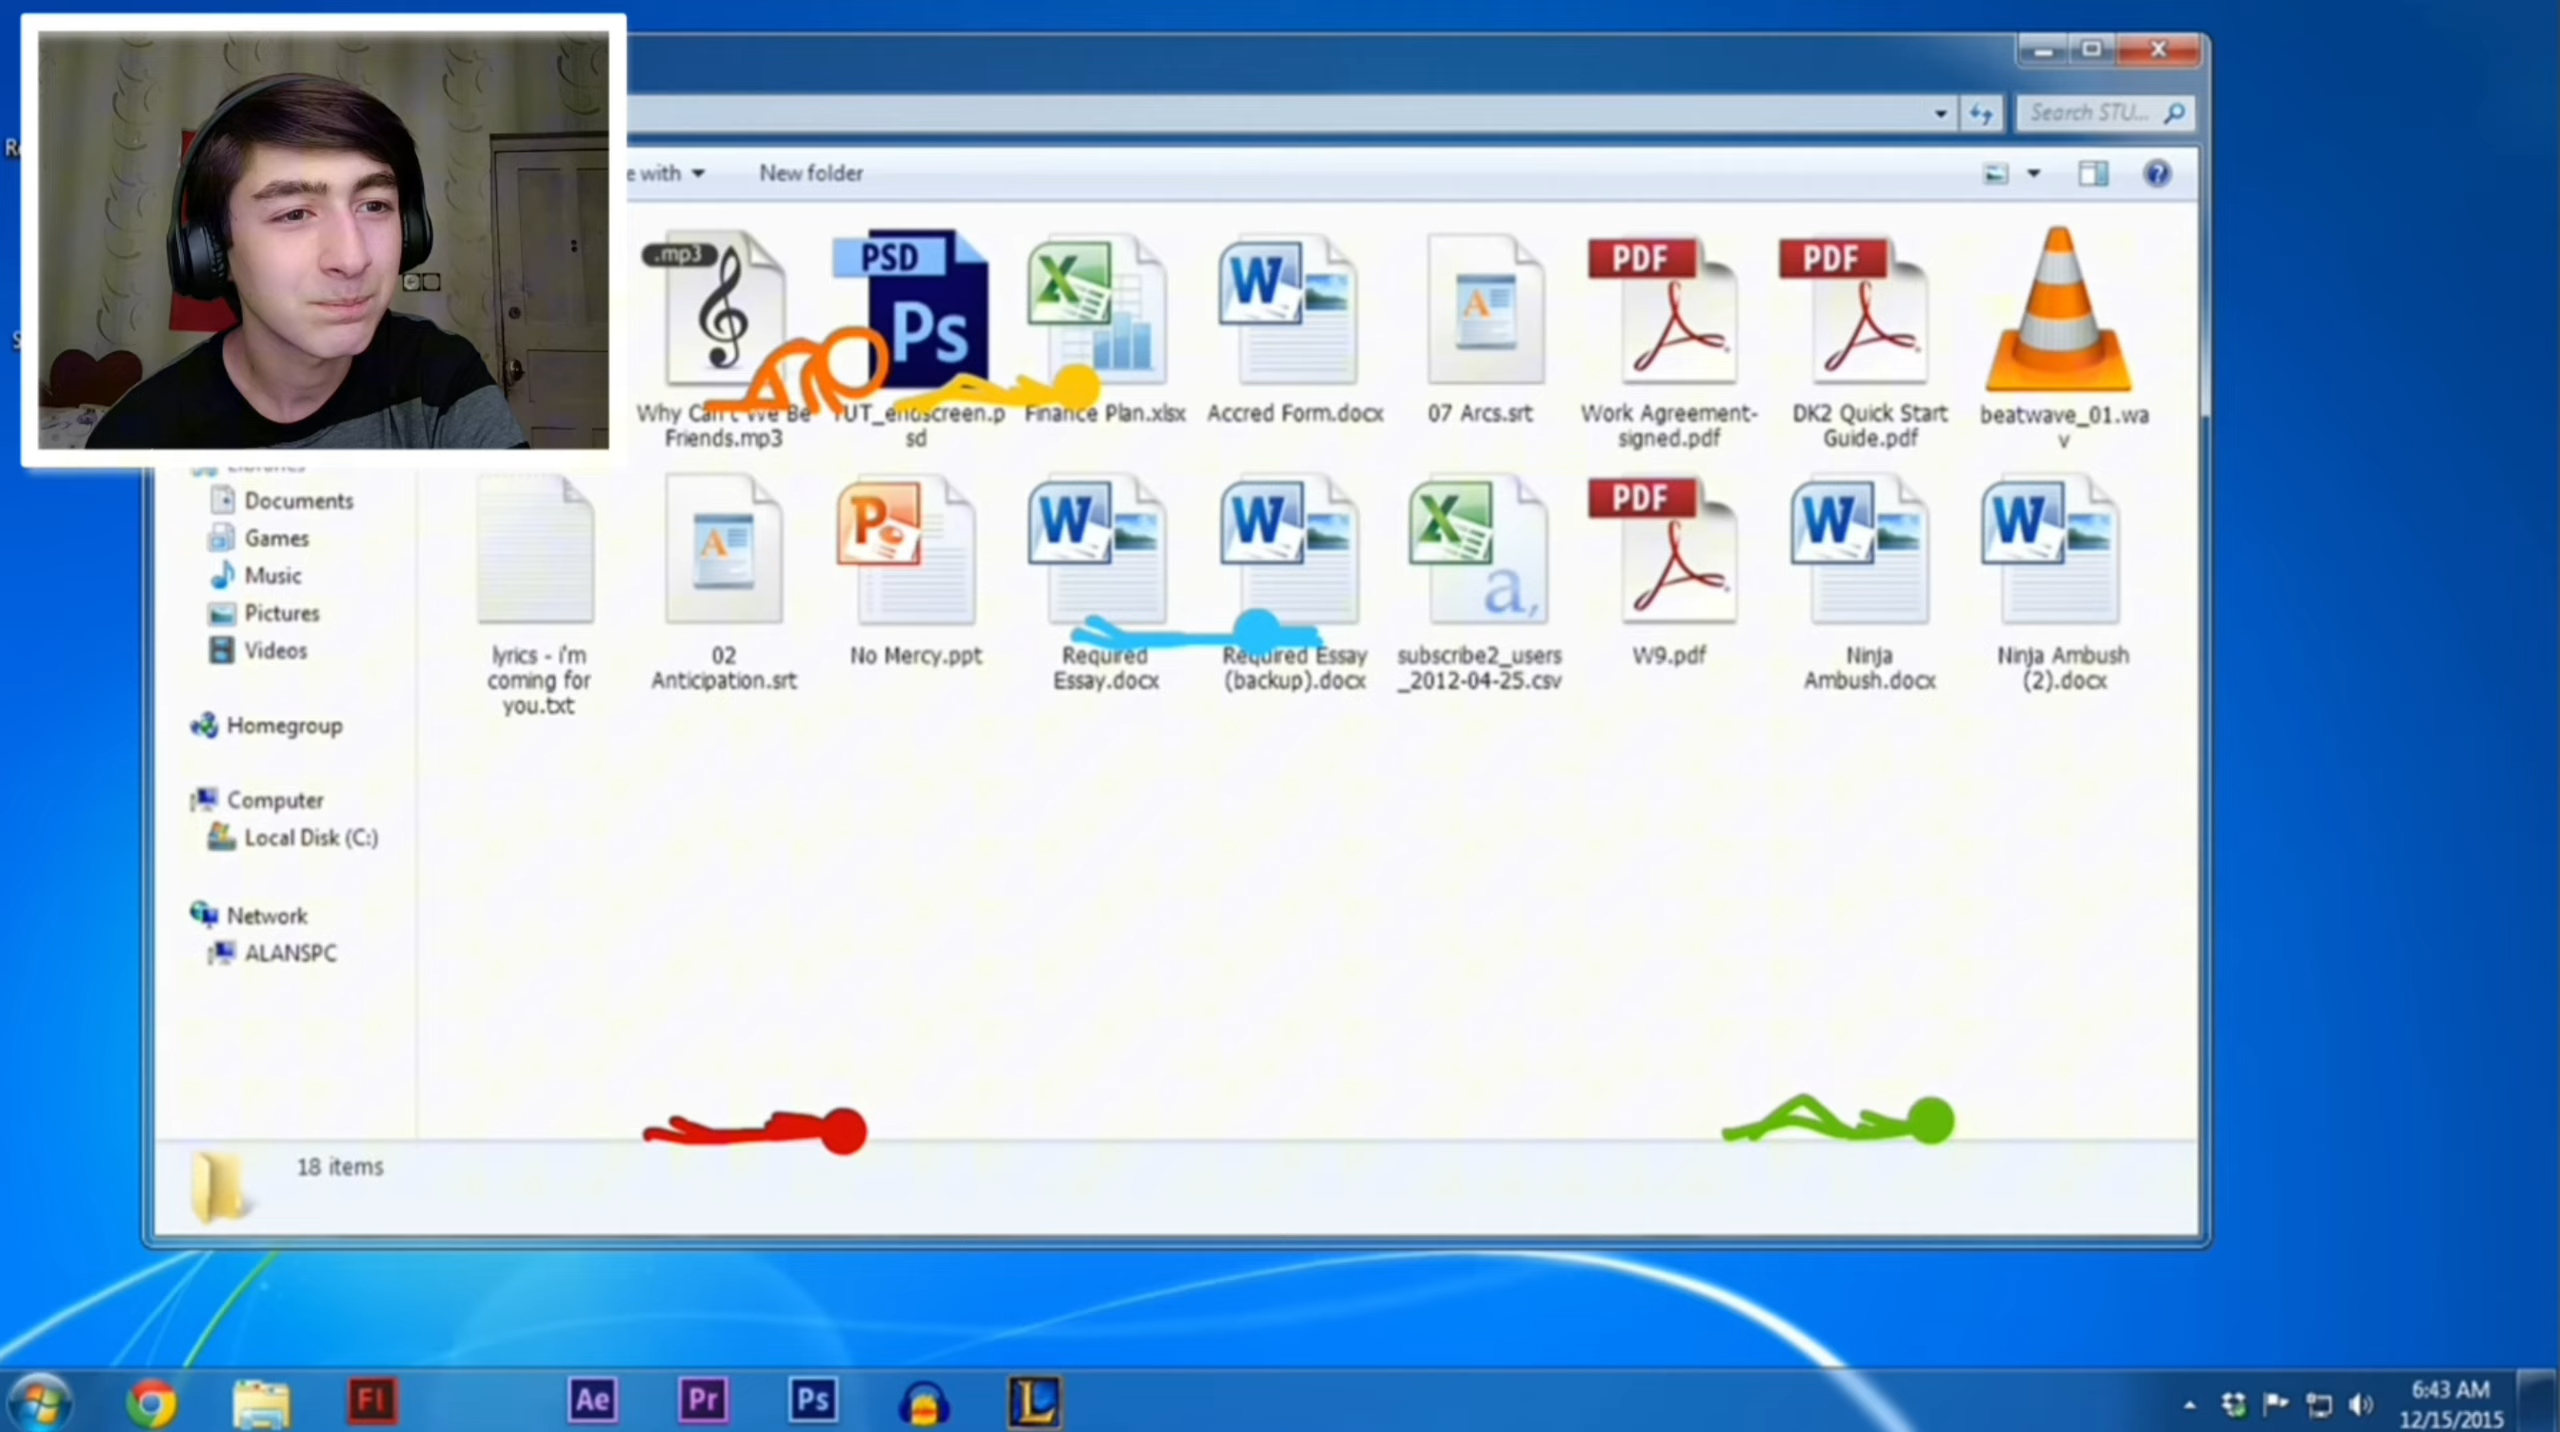 Search STU...
e with
New folder
.mp3
PSD
Ps
X
W
A
PDF
PDF
Why Can't We Be
Friends.mp3
TUT_endscreen.p
sd
Finance Plan.xlsx
Accred Form.docx
07 Arcs.srt
Work Agreement-
signed.pdf
DK2 Quick Start
Guide.pdf
beatwave_01.wa
v
Libraries
Documents
Games
Music
Pictures
Videos
Homegroup
Computer
Local Disk (C:)
Network
ALANSPC
A
P
W
W
X
a,
PDF
W
W
lyrics - i'm
coming for
you.txt
02
Anticipation.srt
No Mercy.ppt
Required
Essay.docx
Required Essay
(backup).docx
subscribe2_users
_2012-04-25.csv
W9.pdf
Ninja
Ambush.docx
Ninja Ambush
(2).docx
18 items
Fl
Ae
Pr
Ps
L
6:43 AM
12/15/2015